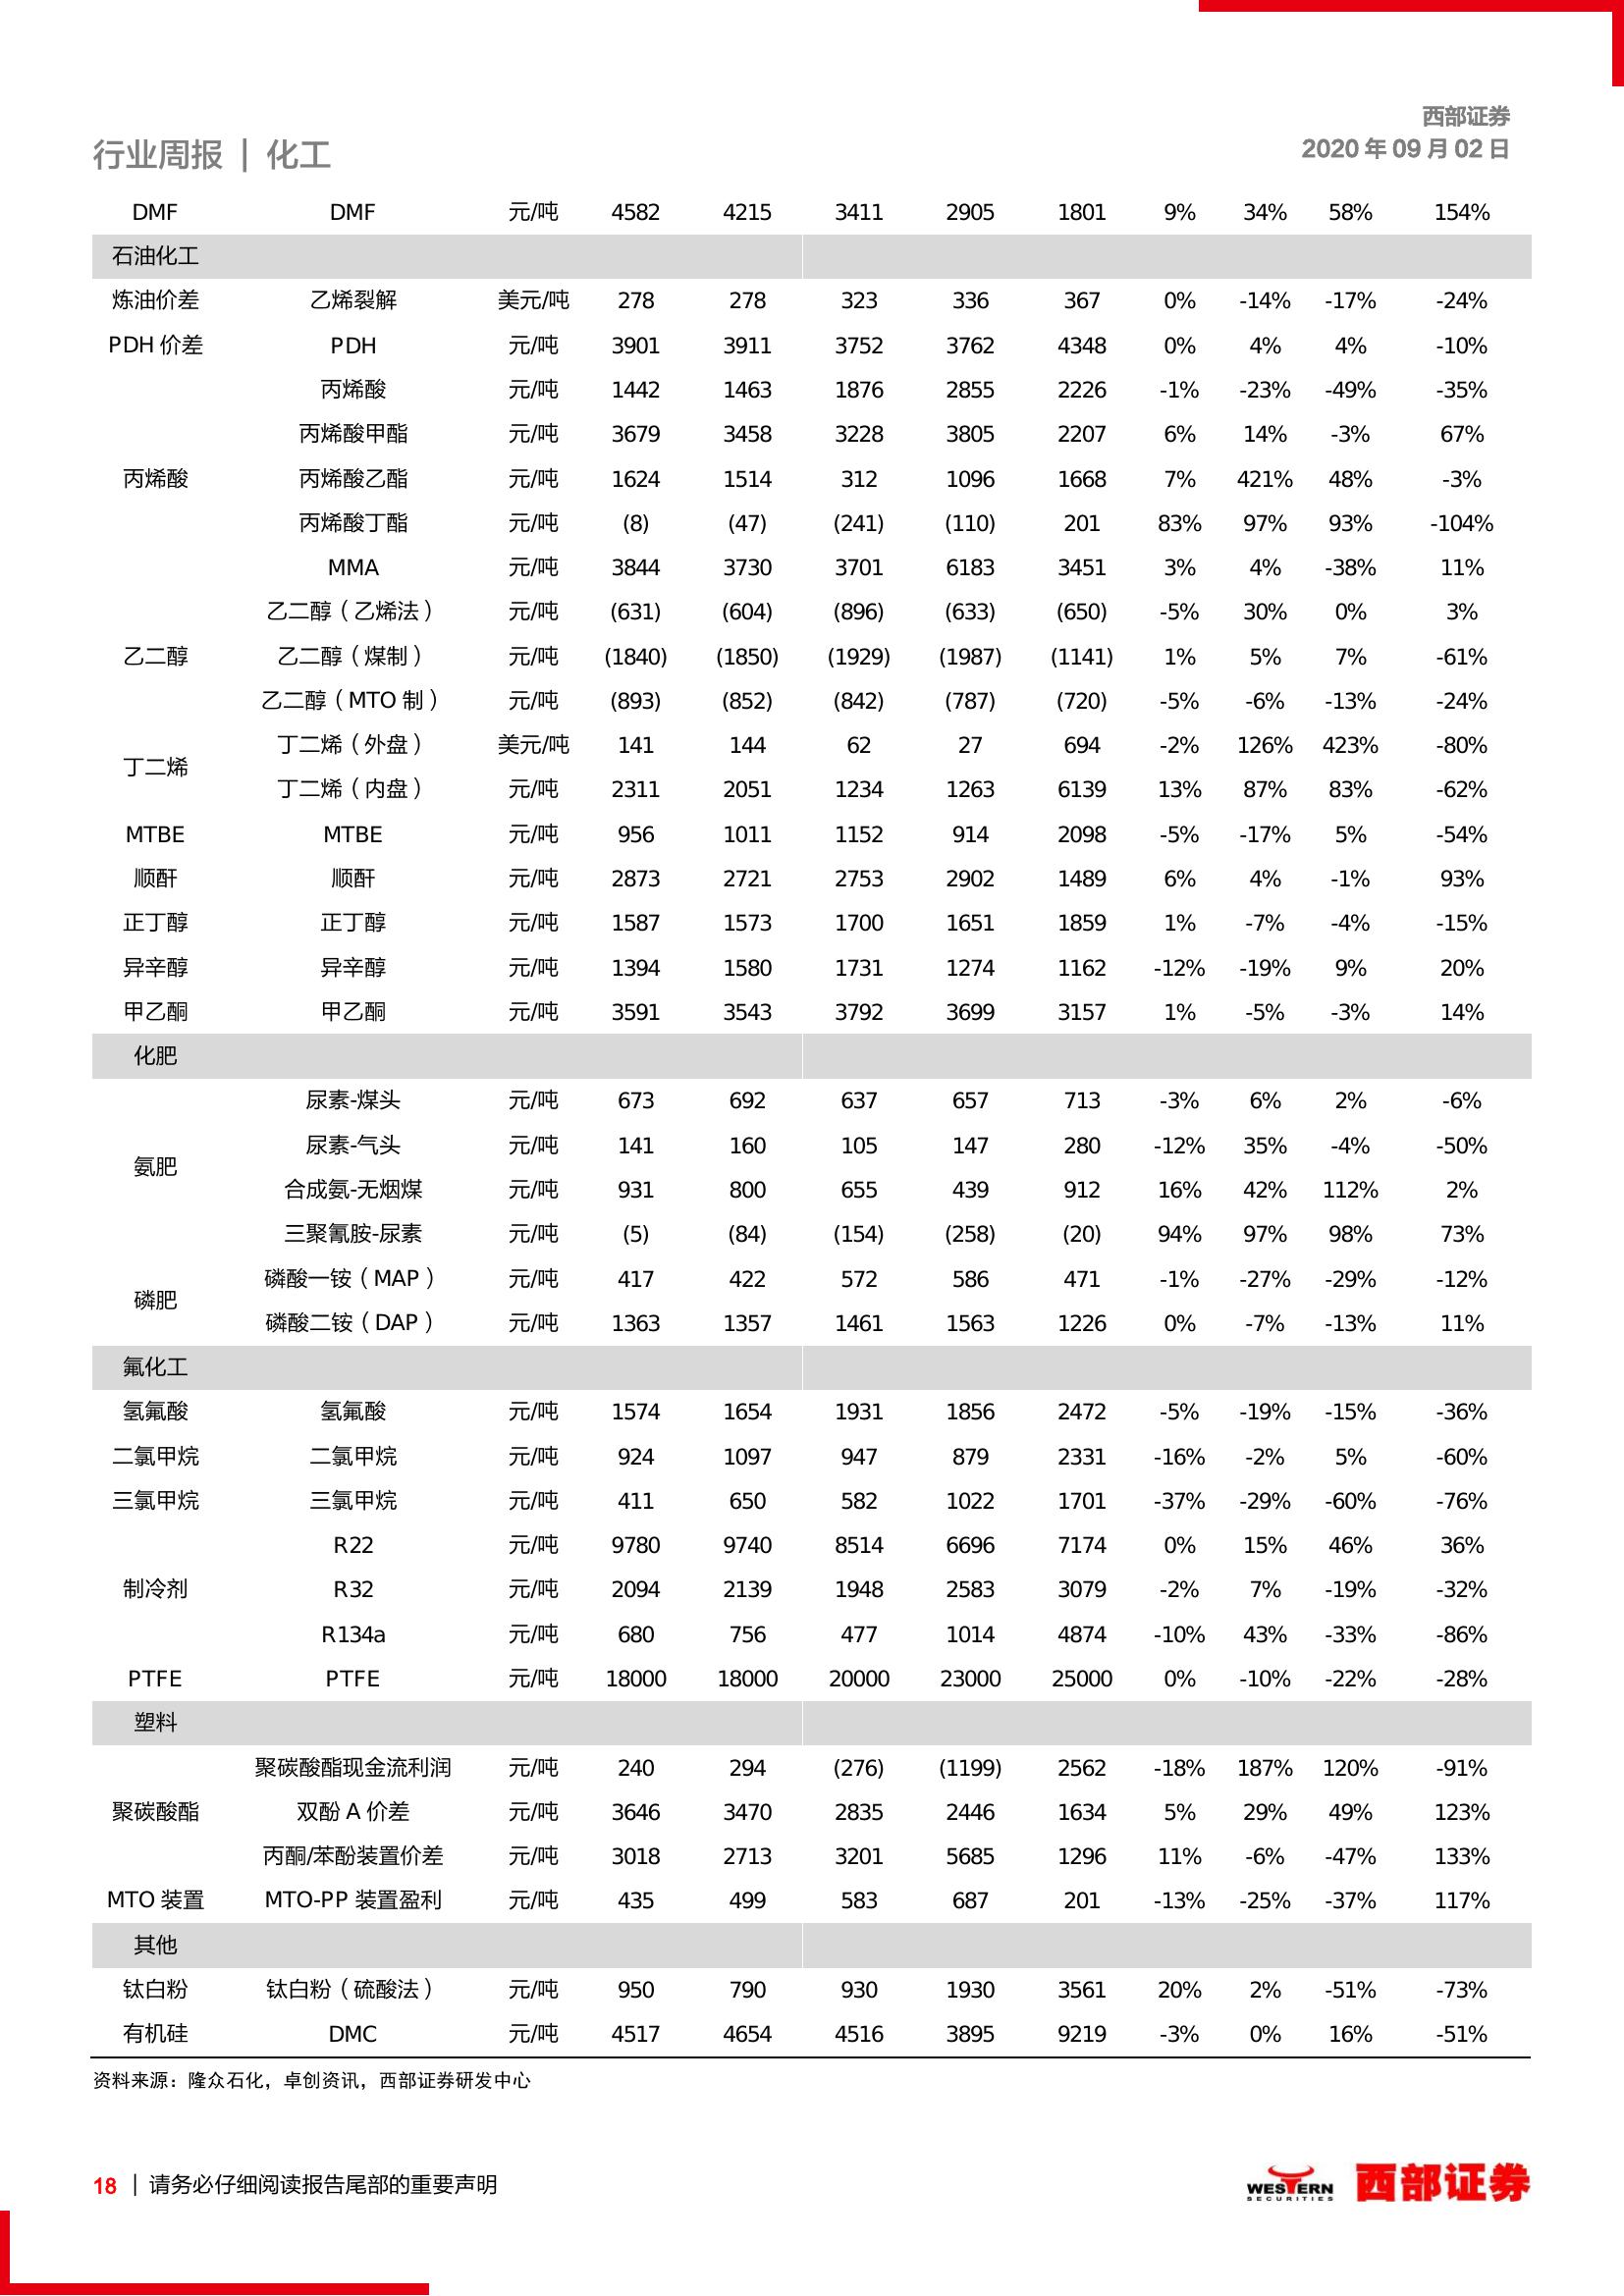 西部证券
行业周报 | 化工
2020 年 09 月 02 日
DMF DMF 元/吨 4582 4215 3411 2905 1801 9% 34% 58% 154%
石油化工
炼油价差 乙烯裂解 美元/吨 278 278 323 336 367 0% -14% -17% -24%
PDH 价差 PDH 元/吨 3901 3911 3752 3762 4348 0% 4% 4% -10%
丙烯酸 元/吨 1442 1463 1876 2855 2226 -1% -23% -49% -35%
丙烯酸甲酯 元/吨 3679 3458 3228 3805 2207 6% 14% -3% 67%
丙烯酸 丙烯酸乙酯 元/吨 1624 1514 312 1096 1668 7% 421% 48% -3%
丙烯酸丁酯 元/吨 (8) (47) (241) (110) 201 83% 97% 93% -104%
MMA 元/吨 3844 3730 3701 6183 3451 3% 4% -38% 11%
乙二醇（乙烯法） 元/吨 (631) (604) (896) (633) (650) -5% 30% 0% 3%
乙二醇 乙二醇（煤制） 元/吨 (1840) (1850) (1929) (1987) (1141) 1% 5% 7% -61%
乙二醇（MTO 制） 元/吨 (893) (852) (842) (787) (720) -5% -6% -13% -24%
丁二烯（外盘） 美元/吨 141 144 62 27 694 -2% 126% 423% -80%
丁二烯
丁二烯（内盘） 元/吨 2311 2051 1234 1263 6139 13% 87% 83% -62%
MTBE MTBE 元/吨 956 1011 1152 914 2098 -5% -17% 5% -54%
顺酐 顺酐 元/吨 2873 2721 2753 2902 1489 6% 4% -1% 93%
正丁醇 正丁醇 元/吨 1587 1573 1700 1651 1859 1% -7% -4% -15%
异辛醇 异辛醇 元/吨 1394 1580 1731 1274 1162 -12% -19% 9% 20%
甲乙酮 甲乙酮 元/吨 3591 3543 3792 3699 3157 1% -5% -3% 14%
化肥
尿素-煤头 元/吨 673 692 637 657 713 -3% 6% 2% -6%
尿素-气头 元/吨 141 160 105 147 280 -12% 35% -4% -50%
氨肥
合成氨-无烟煤 元/吨 931 800 655 439 912 16% 42% 112% 2%
三聚氰胺-尿素 元/吨 (5) (84) (154) (258) (20) 94% 97% 98% 73%
磷酸一铵（MAP） 元/吨 417 422 572 586 471 -1% -27% -29% -12%
磷肥
磷酸二铵（DAP） 元/吨 1363 1357 1461 1563 1226 0% -7% -13% 11%
氟化工
氢氟酸 氢氟酸 元/吨 1574 1654 1931 1856 2472 -5% -19% -15% -36%
二氯甲烷 二氯甲烷 元/吨 924 1097 947 879 2331 -16% -2% 5% -60%
三氯甲烷 三氯甲烷 元/吨 411 650 582 1022 1701 -37% -29% -60% -76%
R22 元/吨 9780 9740 8514 6696 7174 0% 15% 46% 36%
制冷剂 R32 元/吨 2094 2139 1948 2583 3079 -2% 7% -19% -32%
R134a 元/吨 680 756 477 1014 4874 -10% 43% -33% -86%
PTFE PTFE 元/吨 18000 18000 20000 23000 25000 0% -10% -22% -28%
塑料
聚碳酸酯现金流利润 元/吨 240 294 (276) (1199) 2562 -18% 187% 120% -91%
聚碳酸酯 双酚 A 价差 元/吨 3646 3470 2835 2446 1634 5% 29% 49% 123%
丙酮/苯酚装置价差 元/吨 3018 2713 3201 5685 1296 11% -6% -47% 133%
MTO 装置 MTO-PP 装置盈利 元/吨 435 499 583 687 201 -13% -25% -37% 117%
其他
钛白粉 钛白粉（硫酸法） 元/吨 950 790 930 1930 3561 20% 2% -51% -73%
有机硅 DMC 元/吨 4517 4654 4516 3895 9219 -3% 0% 16% -51%
资料来源：隆众石化，卓创资讯，西部证券研发中心
18 | 请务必仔细阅读报告尾部的重要声明
WESTERN
SECURITIES
西部证券